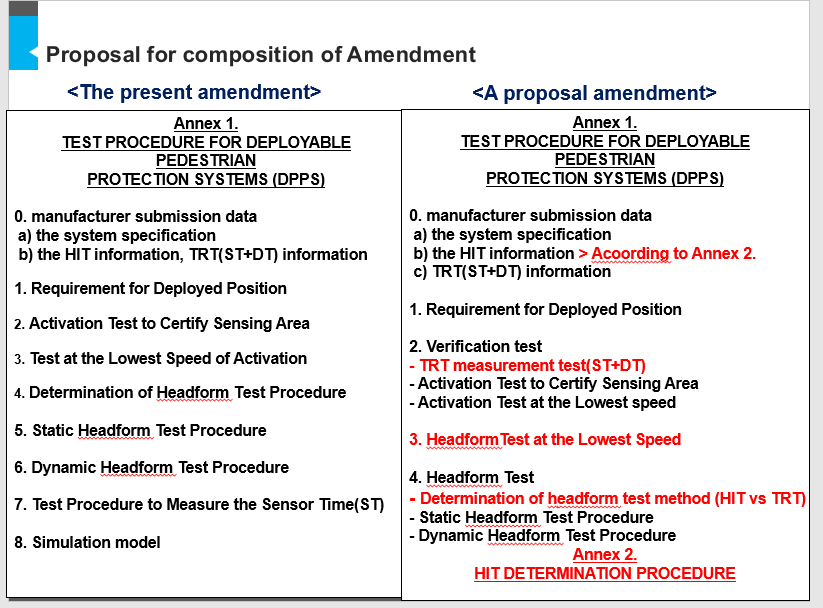 Proposal for composition of Amendment
<The present amendment>
Annex 1.
TEST PROCEDURE FOR DEPLOYABLE
PEDESTRIAN
PROTECTION SYSTEMS (DPPS)
0. manufacturer submission data
a) the system specification
b) the HIT information, TRT(ST+DT) information
1. Requirement for Deployed Position
2. Activation Test to Certify Sensing Area
3. Test at the Lowest Speed of Activation
4. Determination of Headform Test Procedure
5. Static Headform Test Procedure
6. Dynamic Headform Test Procedure
7. Test Procedure to Measure the Sensor Time(ST)
8. Simulation model
<A proposal amendment>
Annex 1.
TEST PROCEDURE FOR DEPLOYABLE
PEDESTRIAN
PROTECTION SYSTEMS (DPPS)
0. manufacturer submission data
a) the system specification
b) the HIT information > Acoording to Annex 2.
c) TRT(ST+DT) information
1. Requirement for Deployed Position
2. Verification test
- TRT measurement test(ST+DT)
- Activation Test to Certify Sensing Area
- Activation Test at the Lowest speed
3. HeadformTest at the Lowest Speed
4. Headform Test
- Determination of headform test method (HIT vs TRT)
- Static Headform Test Procedure
- Dynamic Headform Test Procedure
Annex 2.
HIT DETERMINATION PROCEDURE